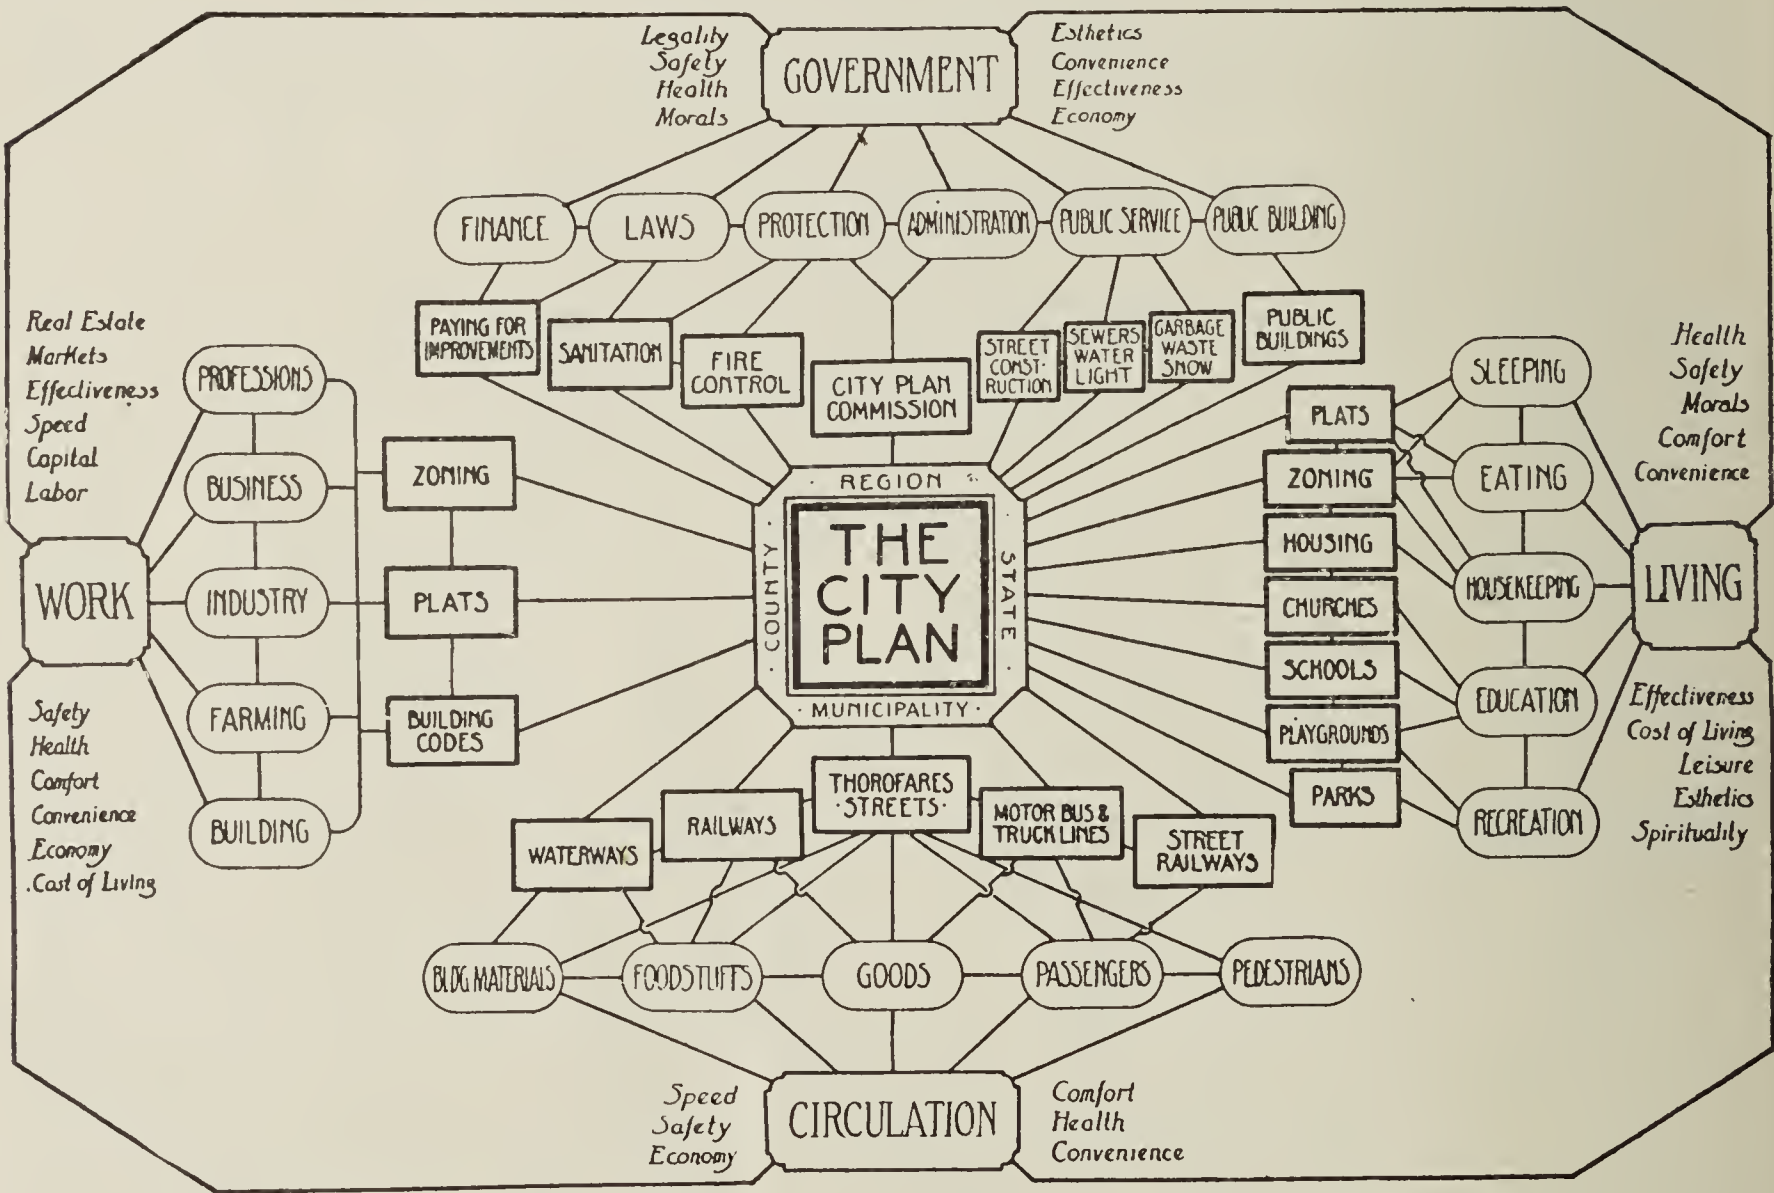 Legality
Safety
Health
Morals
GOVERNMENT
Esthetics
Convenience
Effectiveness
Economy
FINANCE
LAWS
PROTECTION
ADMINISTRATION
PUBLIC SERVICE
PUBLIC BUILDING
PAYING FOR
IMPROVEMENTS
SANITATION
FIRE
CONTROL
CITY PLAN
COMMISSION
STREET
CONST-
RUCTION
SEWERS
WATER
LIGHT
GARBAGE
WASTE
SNOW
PUBLIC
BUILDINGS
Real Estate
Markets
Effectiveness
Speed
Capital
Labor
WORK
Safety
Health
Comfort
Convenience
Economy
Cost of Living
PROFESSIONS
BUSINESS
INDUSTRY
FARMING
BUILDING
ZONING
PLATS
BUILDING
CODES
· REGION ·
· COUNTY ·
THE
CITY
PLAN
· STATE ·
· MUNICIPALITY ·
PLATS
ZONING
HOUSING
CHURCHES
SCHOOLS
PLAYGROUNDS
PARKS
SLEEPING
EATING
HOUSEKEEPING
EDUCATION
RECREATION
Health
Safety
Morals
Comfort
Convenience
LIVING
Effectiveness
Cost of Living
Leisure
Esthetics
Spirituality
WATERWAYS
RAILWAYS
THOROFARES
· STREETS ·
MOTOR BUS &
TRUCK LINES
STREET
RAILWAYS
BLDG MATERIALS
FOODSTUFFS
GOODS
PASSENGERS
PEDESTRIANS
Speed
Safety
Economy
CIRCULATION
Comfort
Health
Convenience